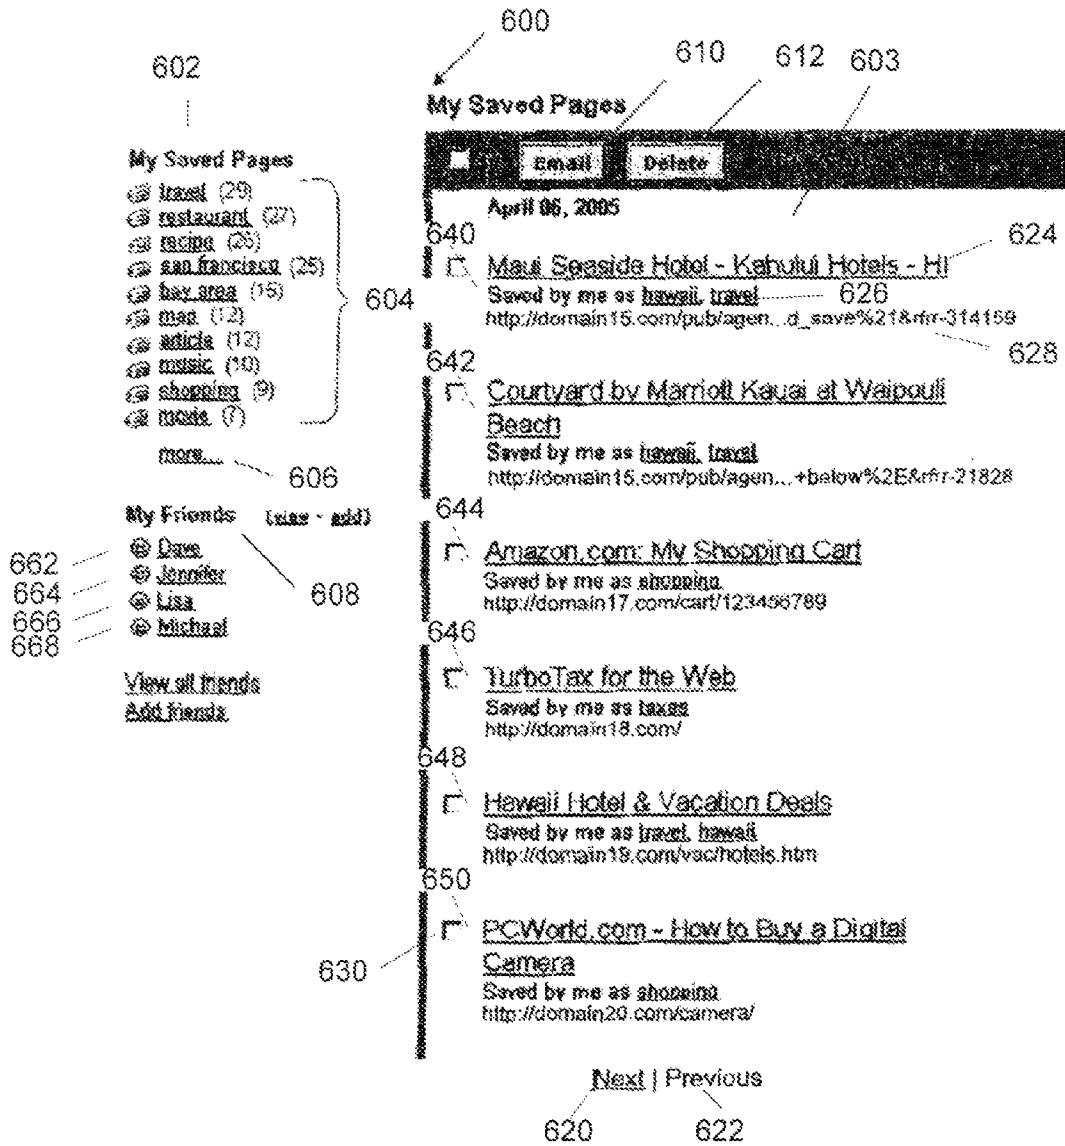 600
602
610
612
603
My Saved Pages
My Saved Pages
Email
Delete
travel (29)
restaurant (27)
recipe (26)
san francisco (25)
bay area (15)
map (12)
article (12)
music (10)
shopping (9)
movie (7)
604
more...
606
My Friends (view - add)
608
662
Dave
664
Jennifer
666
Lisa
668
Michael
View all friends
Add friends
April 06, 2005
640
624
Maui Seaside Hotel - Kahului Hotels - HI
Saved by me as hawaii, travel
626
http://domain15.com/pub/agen...d_save%21&rfrr-314159
628
642
Courtyard by Marriott Kauai at Waipouli
Beach
Saved by me as hawaii, travel
http://domain15.com/pub/agen...+below%2E&rfrr-21828
644
Amazon.com: My Shopping Cart
Saved by me as shopping
http://domain17.com/cart/123456789
646
TurboTax for the Web
Saved by me as taxes
http://domain18.com/
648
Hawaii Hotel & Vacation Deals
Saved by me as travel, hawaii
http://domain19.com/vac/hotels.htm
650
PCWorld.com - How to Buy a Digital
Camera
630
Saved by me as shopping
http://domain20.com/camera/
Next | Previous
620
622